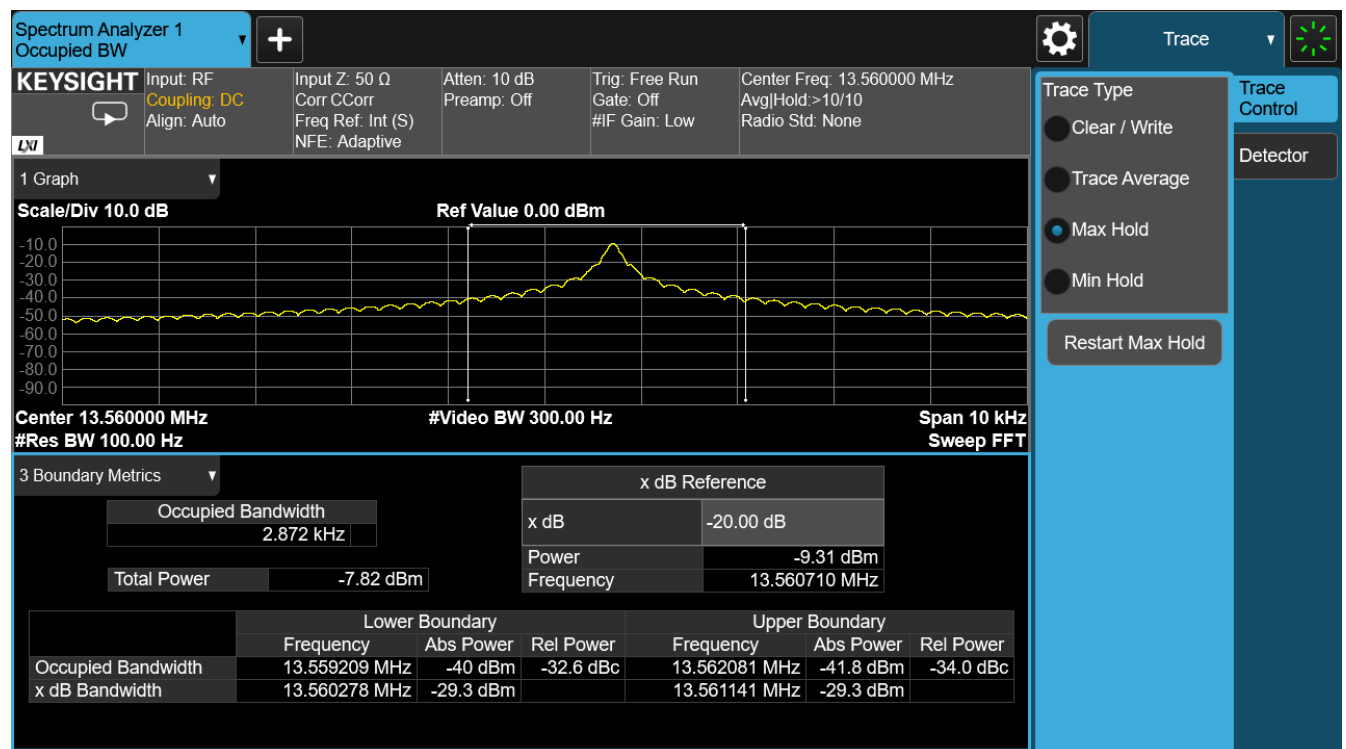 Spectrum Analyzer 1
Occupied BW
+
Trace
KEYSIGHT
LXI
Input: RF
Coupling: DC
Align: Auto
Input Z: 50 Ω
Corr CCorr
Freq Ref: Int (S)
NFE: Adaptive
Atten: 10 dB
Preamp: Off
Trig: Free Run
Gate: Off
#IF Gain: Low
Center Freq: 13.560000 MHz
Avg|Hold:>10/10
Radio Std: None
Trace Type
Clear / Write
Trace Average
Max Hold
Min Hold
Restart Max Hold
Trace Control
Detector
1 Graph
Scale/Div 10.0 dB Ref Value 0.00 dBm
-10.0
-20.0
-30.0
-40.0
-50.0
-60.0
-70.0
-80.0
-90.0
Center 13.560000 MHz #Video BW 300.00 Hz Span 10 kHz
#Res BW 100.00 Hz Sweep FFT
3 Boundary Metrics
Occupied Bandwidth
2.872 kHz
Total Power -7.82 dBm
x dB Reference
x dB -20.00 dB
Power -9.31 dBm
Frequency 13.560710 MHz
Lower Boundary Upper Boundary
Frequency Abs Power Rel Power Frequency Abs Power Rel Power
Occupied Bandwidth 13.559209 MHz -40 dBm -32.6 dBc 13.562081 MHz -41.8 dBm -34.0 dBc
x dB Bandwidth 13.560278 MHz -29.3 dBm 13.561141 MHz -29.3 dBm